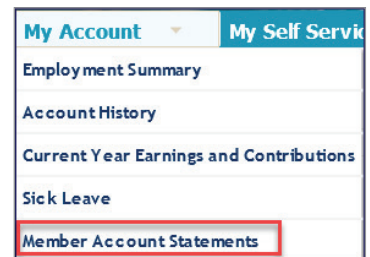 My Account My Self Servic
Employment Summary
Account History
Current Year Earnings and Contributions
Sick Leave
Member Account Statements